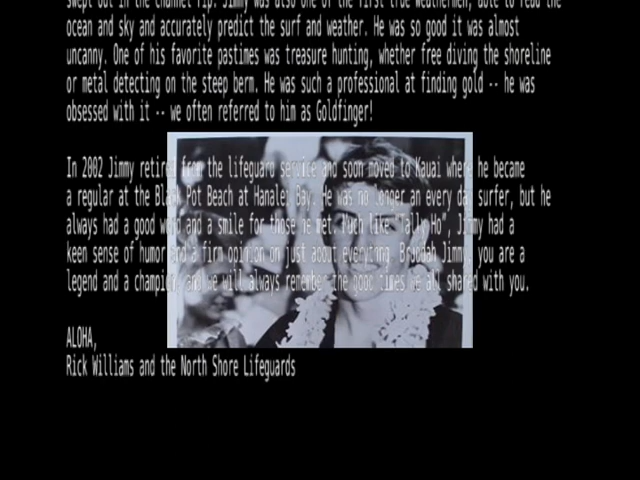 swept out in the channel rip. Jimmy was also one of the first true weathermen, able to read the
ocean and sky and accurately predict the surf and weather. He was so good it was almost
uncanny. One of his favorite pastimes was treasure hunting, whether free diving the shoreline
or metal detecting on the steep berm. He was such a professional at finding gold -- he was
obsessed with it -- we often referred to him as Goldfinger!
In 2002 Jimmy retired from the lifeguard service and soon moved to Kauai where he became
a regular at the Black Pot Beach at Hanalei Bay. He was no longer an every day surfer, but he
always had a good word and a smile for those he met. Much like "Tally Ho", Jimmy had a
keen sense of humor and a firm opinion on just about everything. Bruddah Jimmy, you are a
legend and a champion, and we will always remember the good times we all shared with you.
ALOHA,
Rick Williams and the North Shore Lifeguards